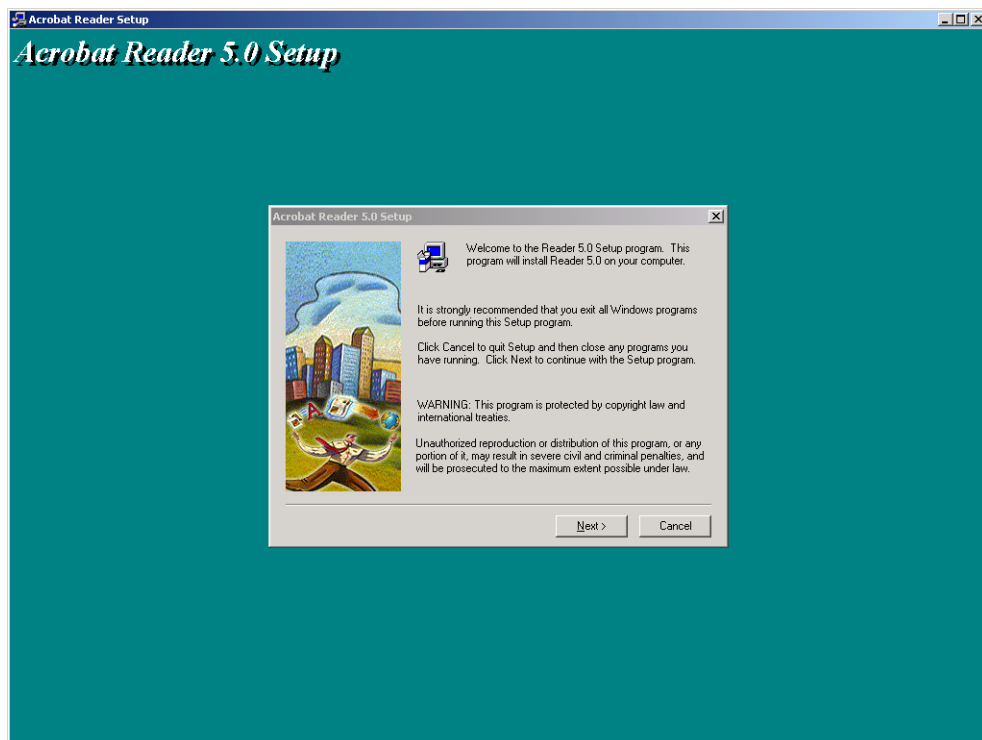 Acrobat Reader Setup
Acrobat Reader 5.0 Setup
Acrobat Reader 5.0 Setup
Welcome to the Reader 5.0 Setup program. This
program will install Reader 5.0 on your computer.
It is strongly recommended that you exit all Windows programs
before running this Setup program.
Click Cancel to quit Setup and then close any programs you
have running. Click Next to continue with the Setup program.
WARNING: This program is protected by copyright law and
international treaties.
Unauthorized reproduction or distribution of this program, or any
portion of it, may result in severe civil and criminal penalties, and
will be prosecuted to the maximum extent possible under law.
A
Next >
Cancel